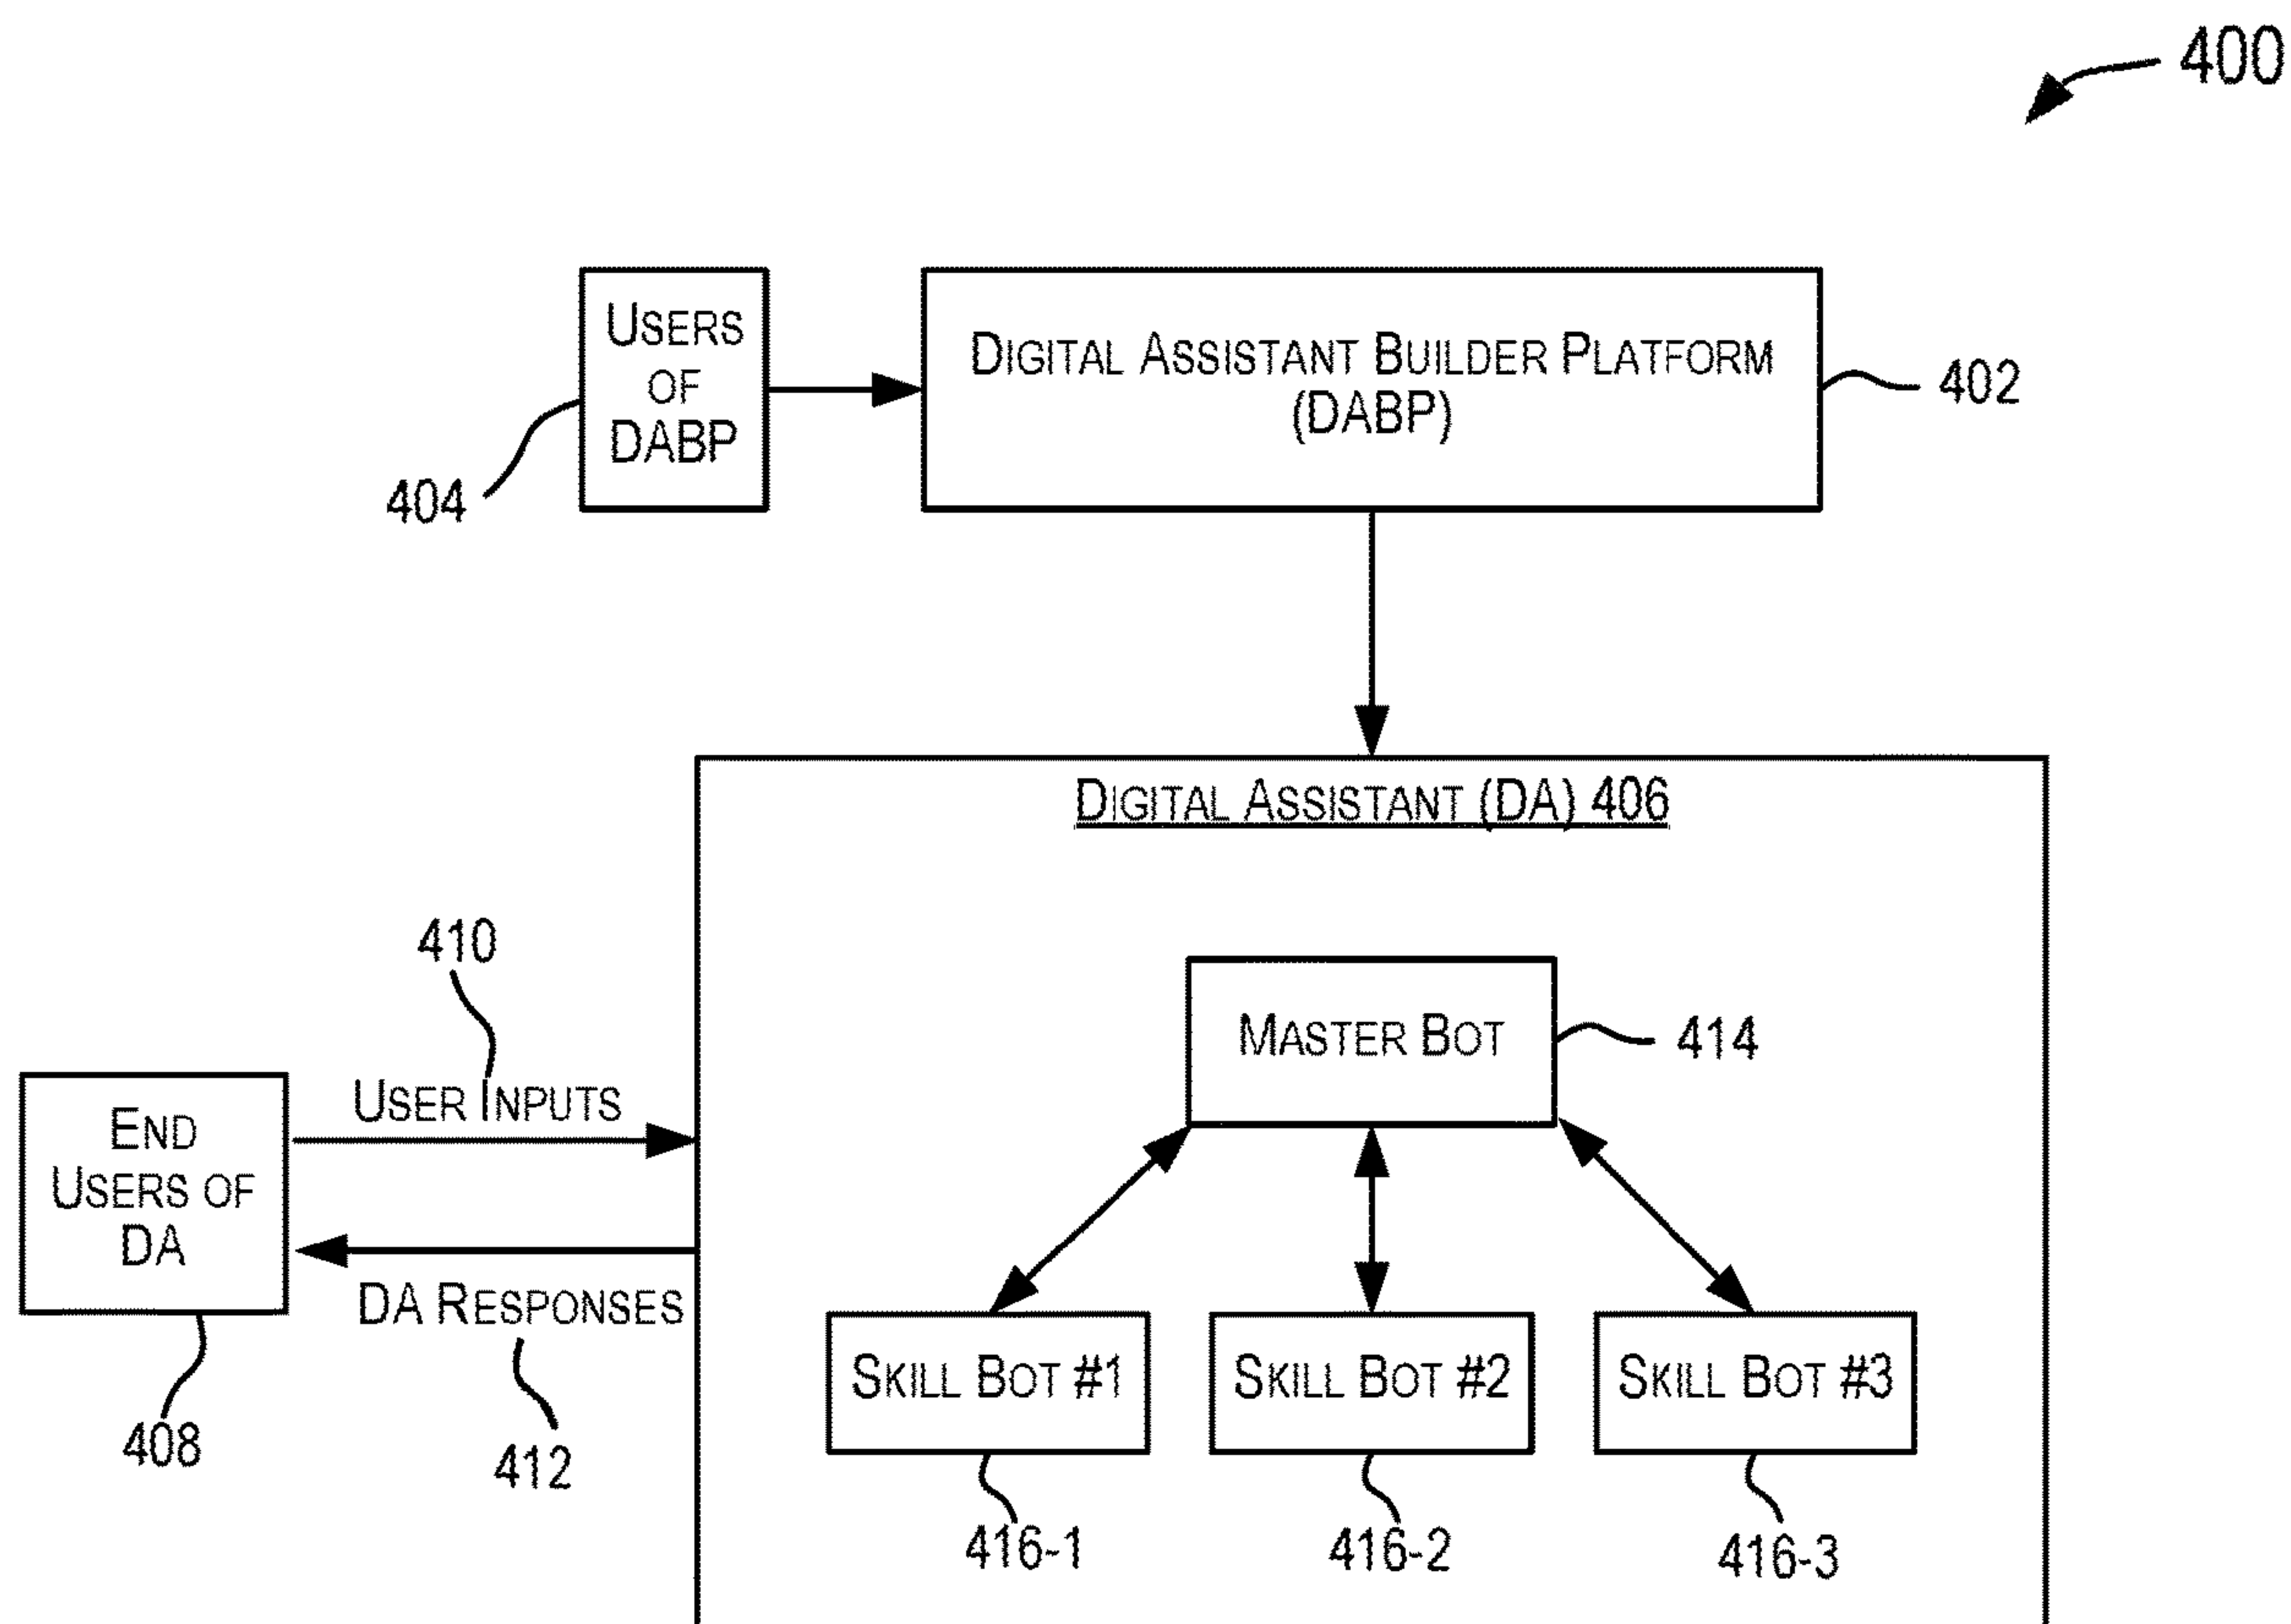 400
USERS
OF
DABP
DIGITAL ASSISTANT BUILDER PLATFORM
(DABP)
402
404
DIGITAL ASSISTANT (DA) 406
410
MASTER BOT
414
USER INPUTS
END
USERS OF
DA
DA RESPONSES
SKILL BOT #1
SKILL BOT #2
SKILL BOT #3
408
412
416-1
416-2
416-3